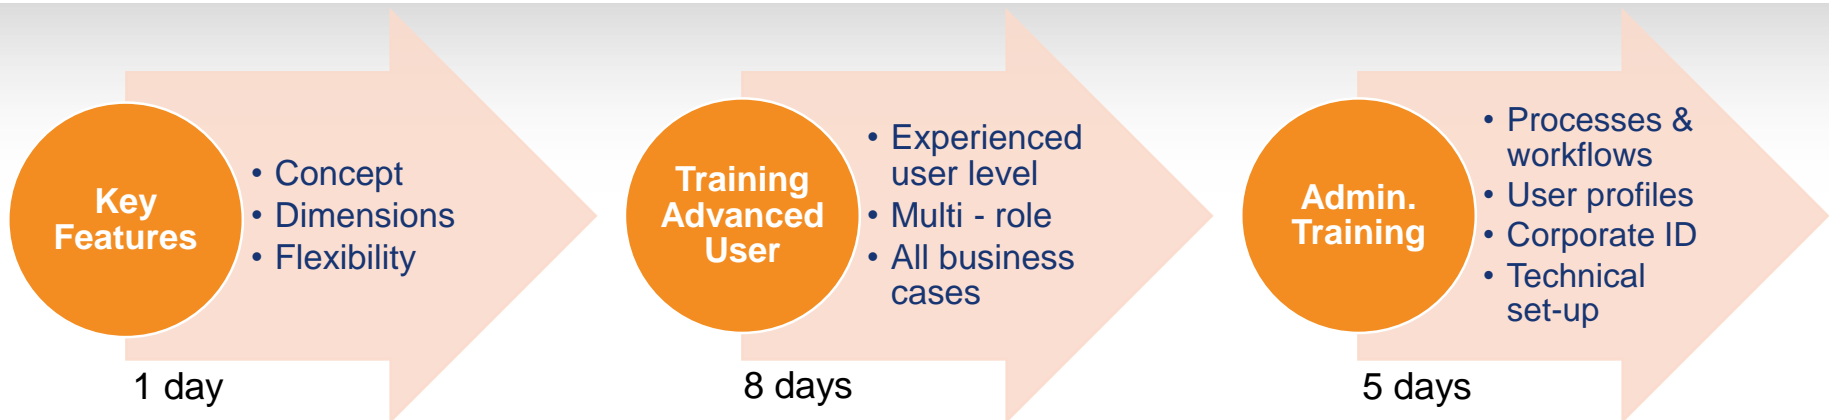 Key
Features
• Concept
• Dimensions
• Flexibility
1 day
Training
Advanced
User
• Experienced
user level
• Multi - role
• All business
cases
8 days
Admin.
Training
• Processes &
workflows
• User profiles
• Corporate ID
• Technical
set-up
5 days